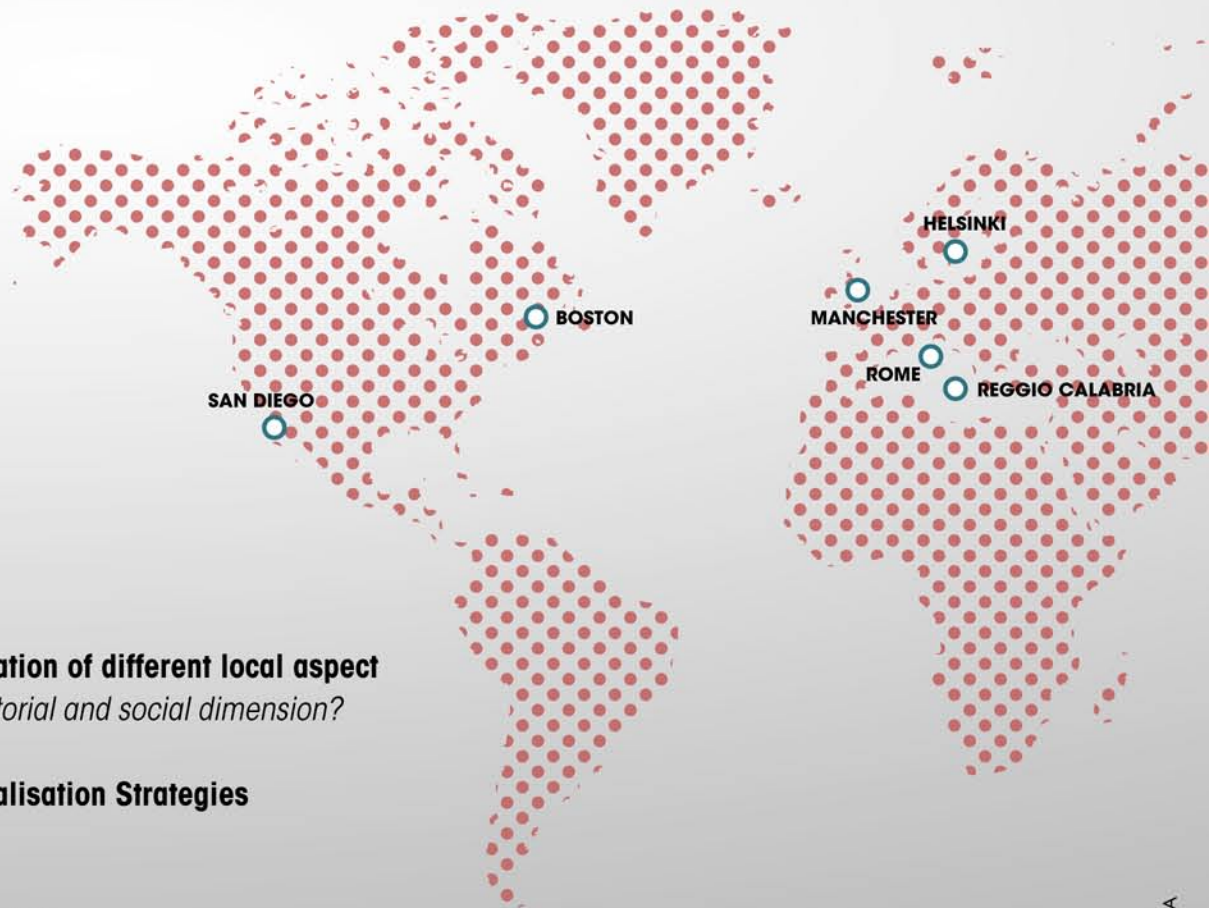 HELSINKI
BOSTON
MANCHESTER
ROME
REGGIO CALABRIA
SAN DIEGO
ation of different local aspect
torial and social dimension?
alisation Strategies
A